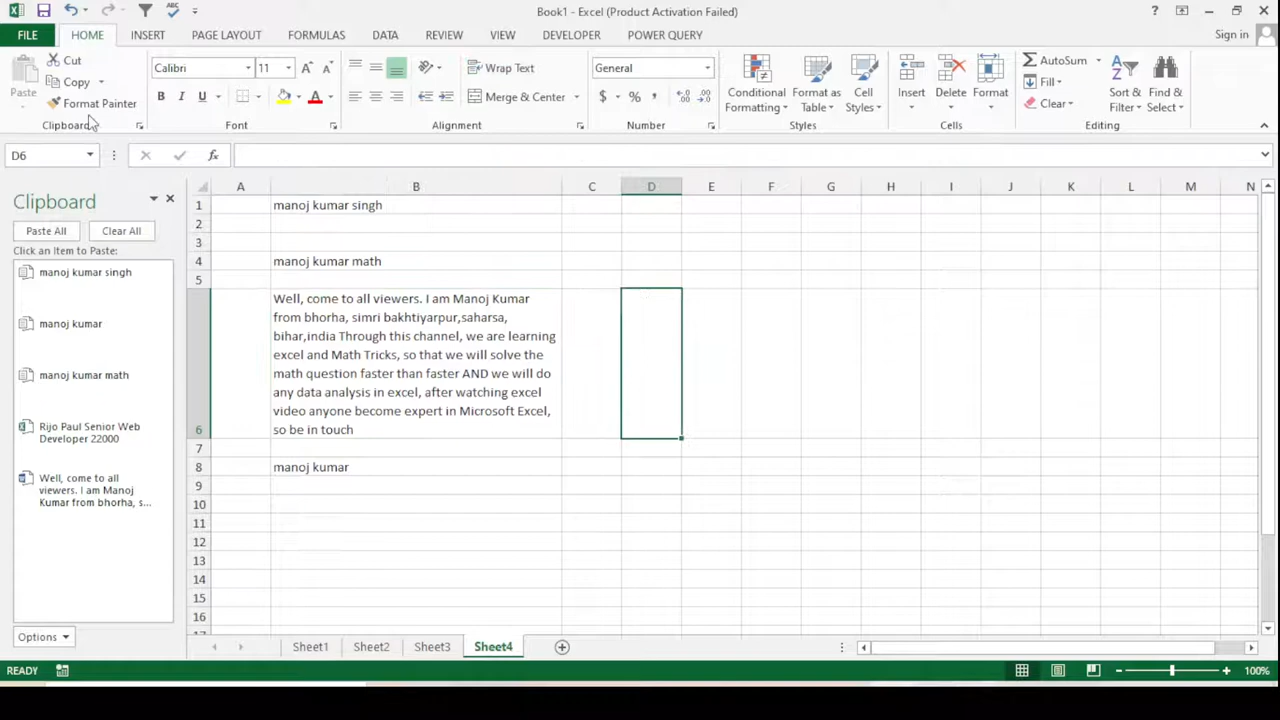 Book1 - Excel (Product Activation Failed)
?
FILE HOME INSERT PAGE LAYOUT FORMULAS DATA REVIEW VIEW DEVELOPER POWER QUERY Sign in
Paste
Cut
Copy
Format Painter
Clipboard
Calibri 11
B I U A
Font
Wrap Text
Merge & Center
Alignment
General
$ % ,
Number
Conditional Formatting
Format as Table
Cell Styles
Styles
Insert
Delete
Format
Cells
AutoSum
Fill
Clear
Sort & Filter
Find & Select
Editing
D6
fx
Clipboard
Paste All Clear All
Click an Item to Paste:
manoj kumar singh
manoj kumar
manoj kumar math
Rijo Paul Senior Web
Developer 22000
Well, come to all
viewers. I am Manoj
Kumar from bhorha, s...
Options
A B C D E F G H I J K L M N
1 manoj kumar singh
2
3
4 manoj kumar math
5
Well, come to all viewers. I am Manoj Kumar
from bhorha, simri bakhtiyarpur,saharsa,
bihar,india Through this channel, we are learning
excel and Math Tricks, so that we will solve the
math question faster than faster AND we will do
any data analysis in excel, after watching excel
video anyone become expert in Microsoft Excel,
6 so be in touch
7
8 manoj kumar
9
10
11
12
13
14
15
16
Sheet1 Sheet2 Sheet3 Sheet4
READY 100%